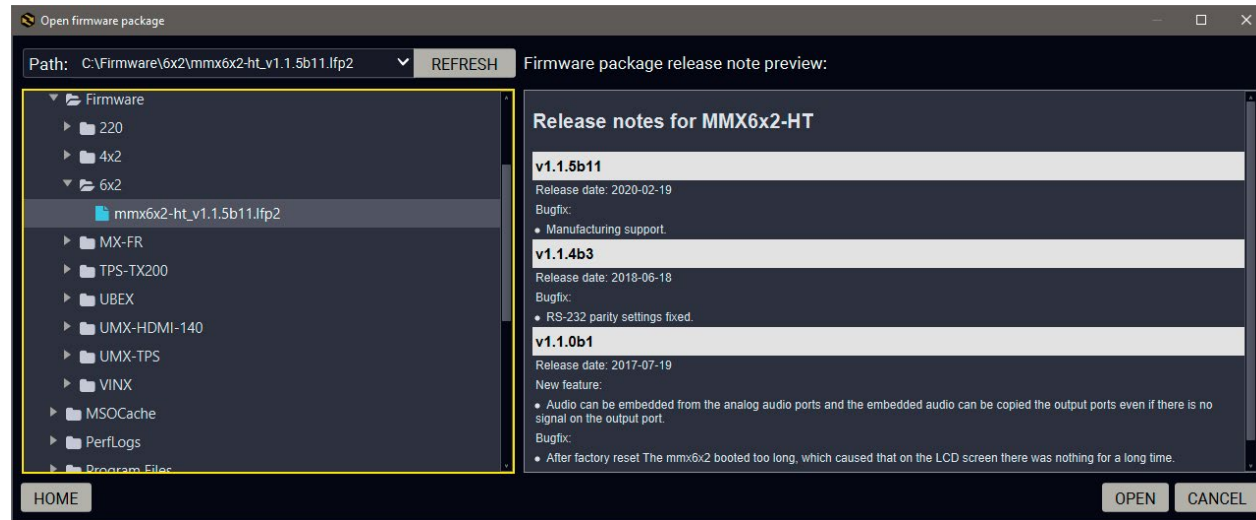 Open firmware package
Path: C:\Firmware\6x2\mmx6x2-ht_v1.1.5b11.lfp2
REFRESH
Firmware
220
4x2
6x2
mmx6x2-ht_v1.1.5b11.lfp2
MX-FR
TPS-TX200
UBEX
UMX-HDMI-140
UMX-TPS
VINX
MSOCache
PerfLogs
Program Files
Firmware package release note preview:
Release notes for MMX6x2-HT
v1.1.5b11
Release date: 2020-02-19
Bugfix:
• Manufacturing support.
v1.1.4b3
Release date: 2018-06-18
Bugfix:
• RS-232 parity settings fixed.
v1.1.0b1
Release date: 2017-07-19
New feature:
• Audio can be embedded from the analog audio ports and the embedded audio can be copied the output ports even if there is no
signal on the output port.
Bugfix:
• After factory reset The mmx6x2 booted too long, which caused that on the LCD screen there was nothing for a long time.
HOME
OPEN
CANCEL